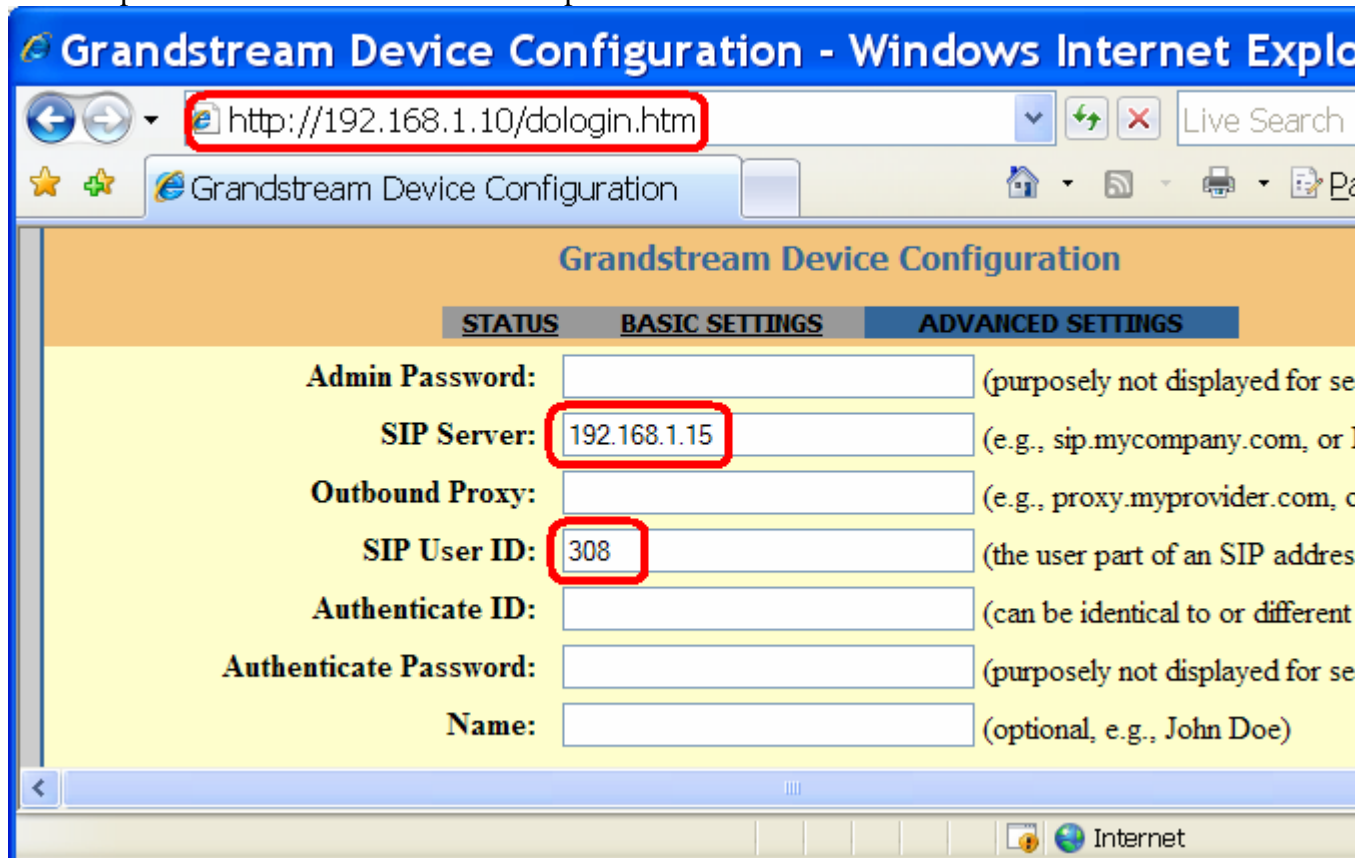 Grandstream Device Configuration - Windows Internet Explo
http://192.168.1.10/dologin.htm Live Search
Grandstream Device Configuration
Grandstream Device Configuration
STATUS BASIC SETTINGS ADVANCED SETTINGS
Admin Password: (purposely not displayed for se
SIP Server: 192.168.1.15 (e.g., sip.mycompany.com, or
Outbound Proxy: (e.g., proxy.myprovider.com,
SIP User ID: 308 (the user part of an SIP addres
Authenticate ID: (can be identical to or different
Authenticate Password: (purposely not displayed for se
Name: (optional, e.g., John Doe)
Internet